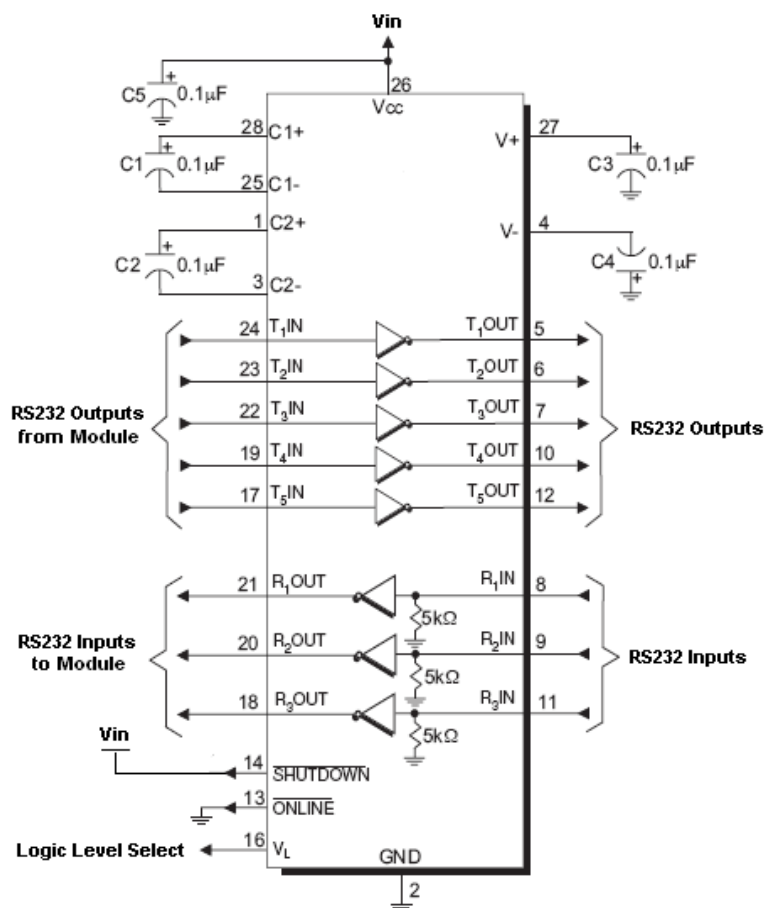 Vin
26
Vcc
C5
+
0.1µF
28
C1+
C1
+
0.1µF
25
C1-
1
C2+
C2
+
0.1µF
3
C2-
27
V+
+
C3
0.1µF
4
V-
C4
0.1µF
+
RS232 Outputs
from Module
24
T₁IN
T₁OUT
5
23
T₂IN
T₂OUT
6
22
T₃IN
T₃OUT
7
19
T₄IN
T₄OUT
10
17
T₅IN
T₅OUT
12
RS232 Outputs
RS232 Inputs
to Module
21
R₁OUT
R₁IN
8
5kΩ
20
R₂OUT
R₂IN
9
5kΩ
18
R₃OUT
R₃IN
11
5kΩ
RS232 Inputs
Vin
14
SHUTDOWN
13
ONLINE
Logic Level Select
16
V_L
GND
2